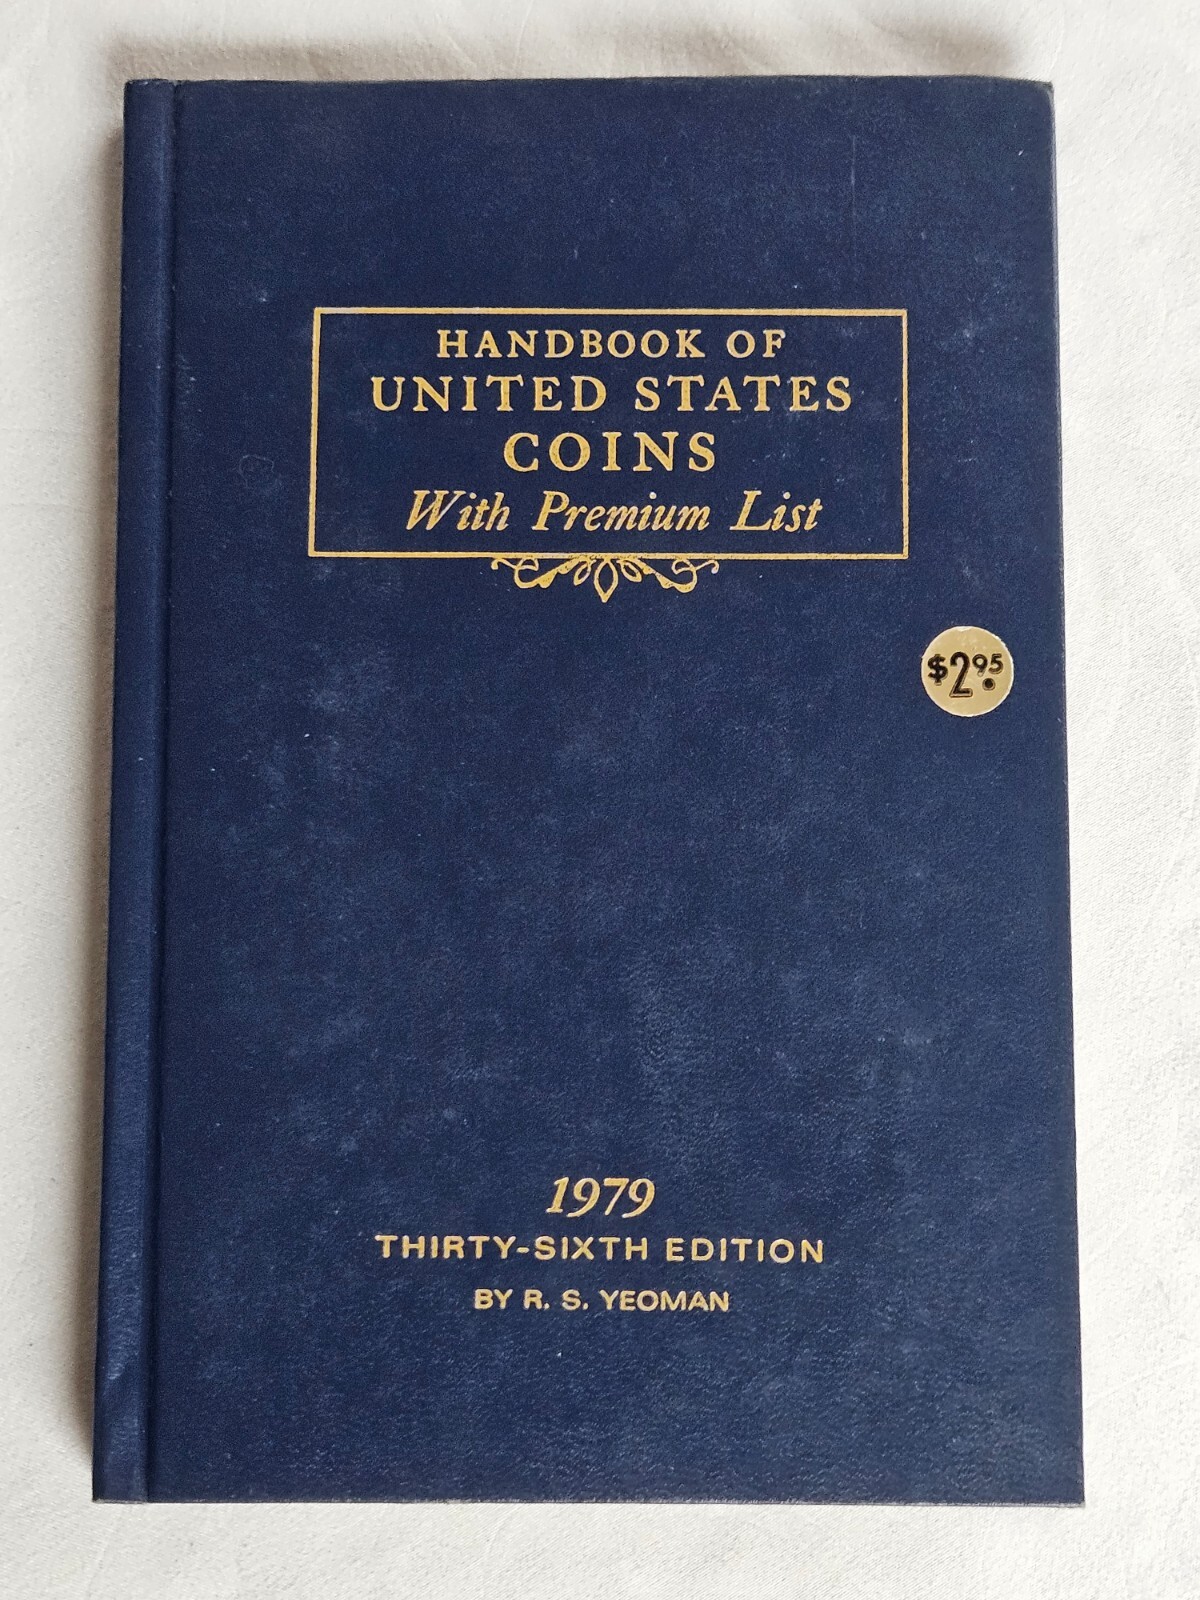 HANDBOOK OF
UNITED STATES
COINS
With Premium List
$2.95
1979
THIRTY-SIXTH EDITION
BY R. S. YEOMAN